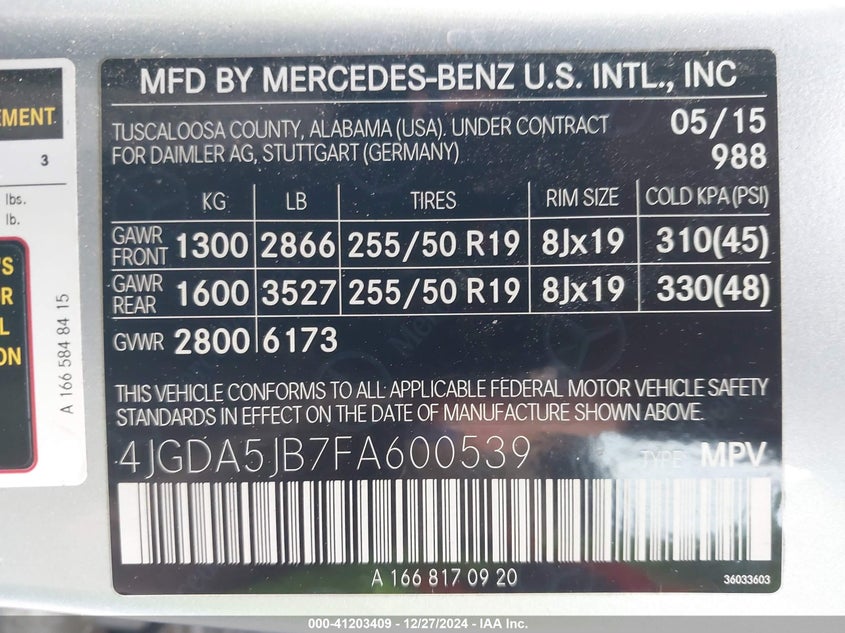 EMENT
3
lbs.
lb.
'S
OR
L
ION
A 166 584 84 15
MFD BY MERCEDES-BENZ U.S. INTL., INC
TUSCALOOSA COUNTY, ALABAMA (USA). UNDER CONTRACT
FOR DAIMLER AG, STUTTGART (GERMANY)
05/15
988
KG LB TIRES RIM SIZE COLD KPA(PSI)
GAWR FRONT 1300 2866 255/50 R19 8Jx19 310(45)
GAWR REAR 1600 3527 255/50 R19 8Jx19 330(48)
GVWR 2800 6173
THIS VEHICLE CONFORMS TO ALL APPLICABLE FEDERAL MOTOR VEHICLE SAFETY
STANDARDS IN EFFECT ON THE DATE OF MANUFACTURE SHOWN ABOVE.
4JGDA5JB7FA600539 TYPE: MPV
A 166 817 09 20
36033603
000-41203409 - 12/27/2024 - IAA Inc.